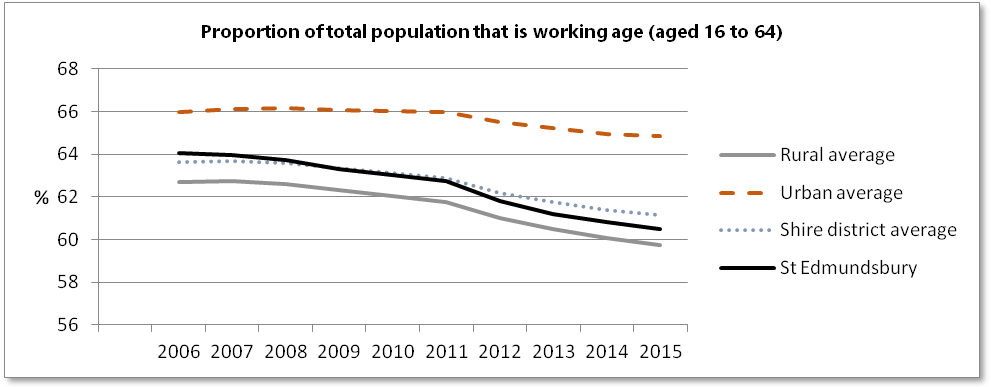 Proportion of total population that is working age (aged 16 to 64)
68
66
64
62
60
58
56
%
2006 2007 2008 2009 2010 2011 2012 2013 2014 2015
Rural average
Urban average
Shire district average
St Edmundsbury